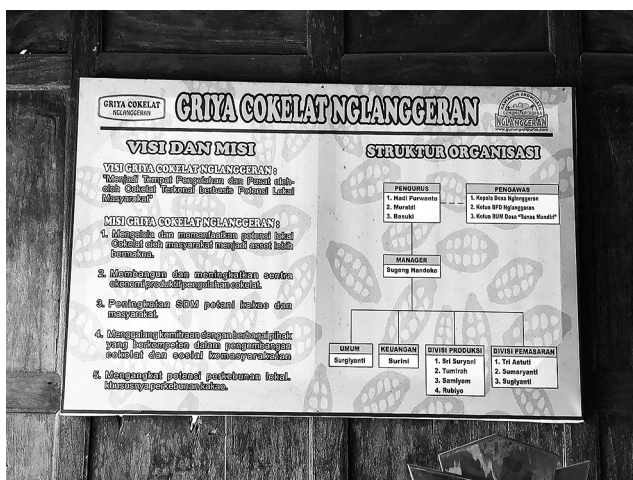 GRIYA COKELAT
NGLANGGERAN
GRIYA COKELAT NGLANGGERAN
NGLANGGERAN
VISI DAN MISI
VISI GRIYA COKELAT NGLANGGERAN :
"Menjadi Tempat Pengolahan dan Pusat oleh-
oleh Cokelat Terkenal berbasis Potensi Lokal
Masyarakat"
MISI GRIYA COKELAT NGLANGGERAN :
1. Mengelola dan memanfaatkan potensi lokal
Cokelat oleh masyarakat menjadi asset lebih
bermakna.
2. Membangun dan meningkatkan sentra
ekonomi produktif pengolahan cokelat.
3. Peningkatan SDM petani kakao dan
masyarakat.
4. Menggalang kemitraan dengan berbagai pihak
yang berkompeten dalam pengembangan
cokelat dan sosial kemasyarakatan
5. Mengangkat potensi perkebunan lokal.
khususnya perkebunan kakao.
STRUKTUR ORGANISASI
PENGURUS
1. Hadi Purwanto
2. Mursidi
3. Basuki
PENGAWAS
1. Kepala Desa Nglanggeran
2. Ketua BPD Nglanggeran
3. Ketua BUM Desa "Tunas Mandiri"
MANAGER
Sugeng Handoko
UMUM
Surgiyanti
KEUANGAN
Surini
DIVISI PRODUKSI
1. Sri Suryani
2. Tumirah
3. Samiyem
4. Rubiyo
DIVISI PEMASARAN
1. Tri Astuti
2. Sumaryanti
3. Sugiyanti